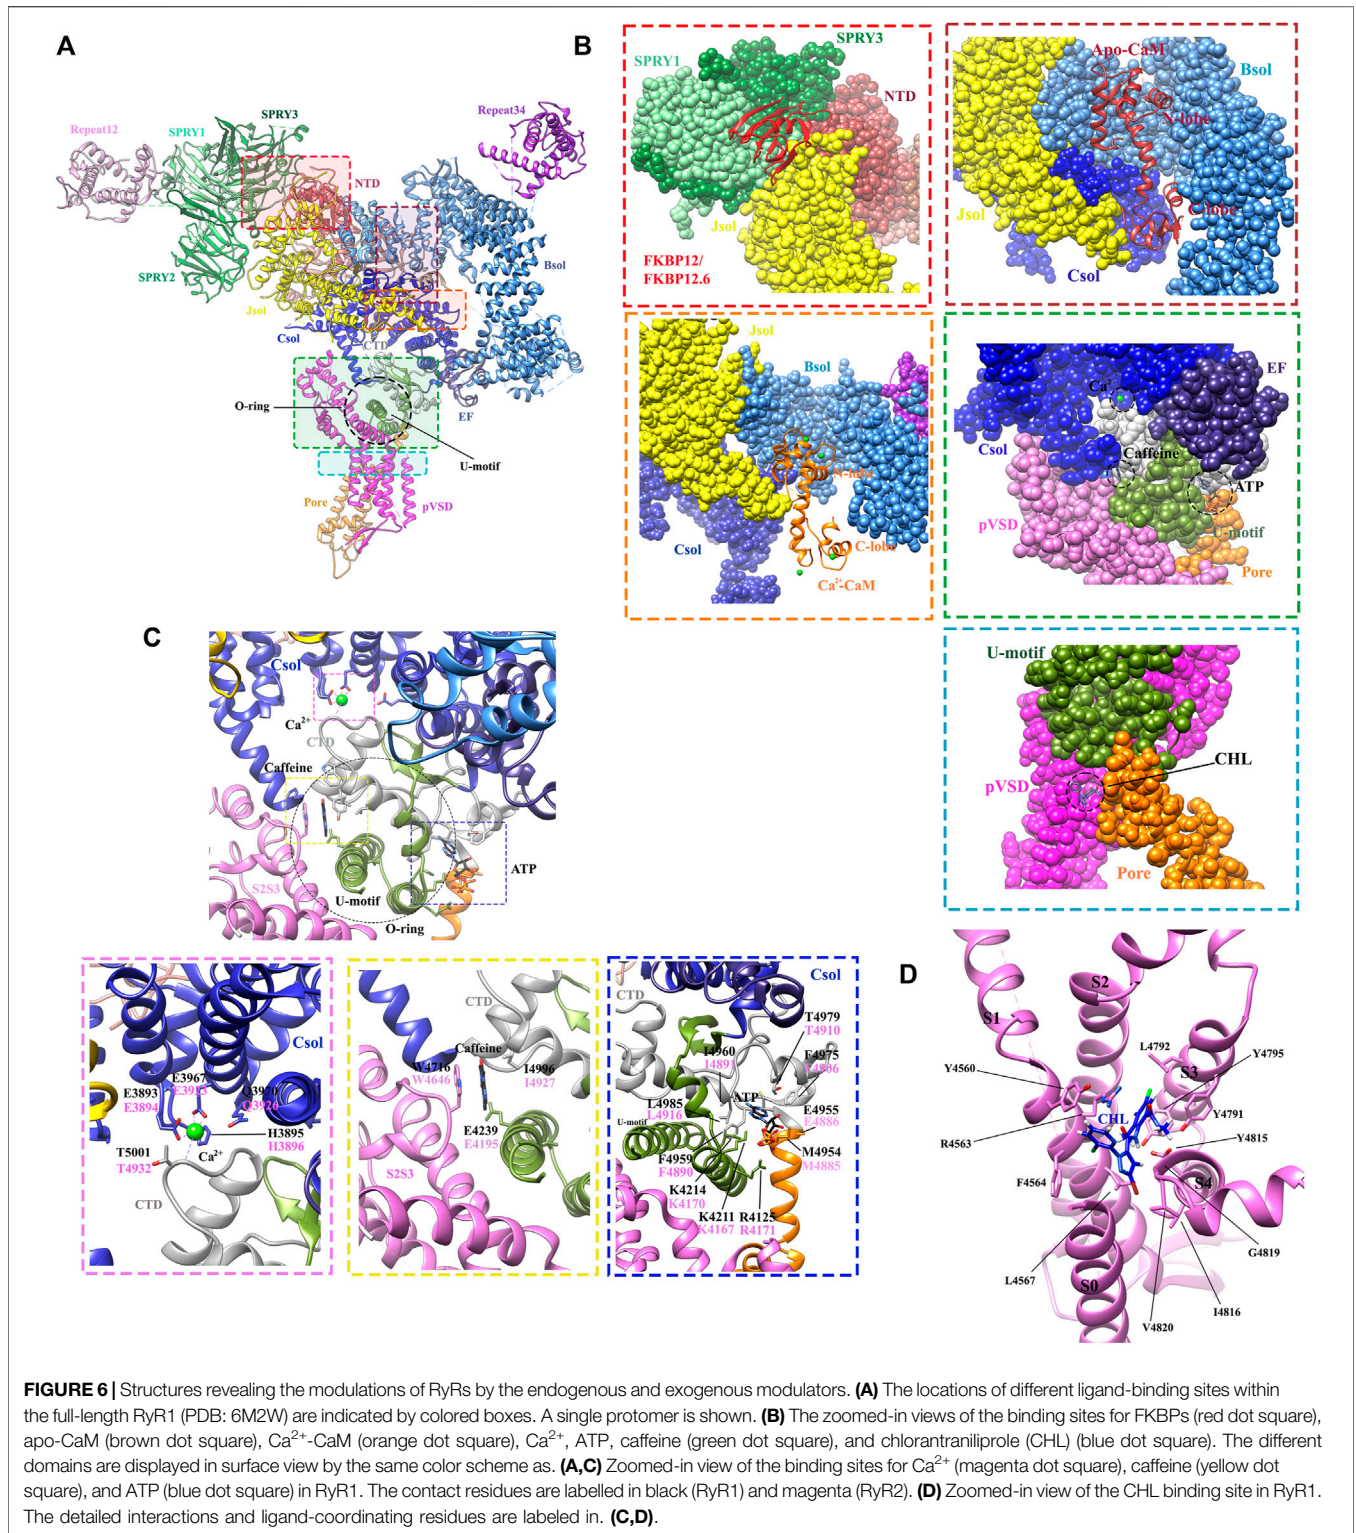 A
Repeat12
SPRY1
SPRY3
SPRY2
NTD
Repeat34
Bsol
Jsol
Csol
CTD
EF
O-ring
U-motif
Pore
pVSD
B
SPRY3
SPRY1
NTD
Jsol
FKBP12/
FKBP12.6
Apo-CaM
Bsol
N-lobe
Jsol
C-lobe
Csol
Jsol
Bsol
N-lobe
Csol
C-lobe
Ca²⁺-CaM
EF
Csol
Caffeine
ATP
pVSD
U-motif
Pore
U-motif
CHL
pVSD
Pore
C
Csol
Ca²⁺
CTD
Caffeine
ATP
S2S3
U-motif
O-ring
Csol
E3967
E3893
E3894
Q3970
H3895
H3896
T5001
T4932
Ca²⁺
CTD
CTD
Caffeine
W4716
W4646
I4996
I4927
E4239
E4195
S2S3
Csol
CTD
T4979
T4910
I4960
I4891
F4975
F4906
ATP
L4985
L4916
E4955
E4886
U-motif
F4959
F4890
M4954
M4885
K4214
K4170
K4211
K4167
R4125
R4171
D
S2
S1
L4792
S3
Y4795
Y4560
CHL
Y4791
R4563
Y4815
F4564
S4
G4819
L4567
S0
I4816
V4820
FIGURE 6 | Structures revealing the modulations of RyRs by the endogenous and exogenous modulators. (A) The locations of different ligand-binding sites within
the full-length RyR1 (PDB: 6M2W) are indicated by colored boxes. A single protomer is shown. (B) The zoomed-in views of the binding sites for FKBPs (red dot square),
apo-CaM (brown dot square), Ca²⁺-CaM (orange dot square), Ca²⁺, ATP, caffeine (green dot square), and chlorantraniliprole (CHL) (blue dot square). The different
domains are displayed in surface view by the same color scheme as. (A,C) Zoomed-in view of the binding sites for Ca²⁺ (magenta dot square), caffeine (yellow dot
square), and ATP (blue dot square) in RyR1. The contact residues are labelled in black (RyR1) and magenta (RyR2). (D) Zoomed-in view of the CHL binding site in RyR1.
The detailed interactions and ligand-coordinating residues are labeled in. (C,D).